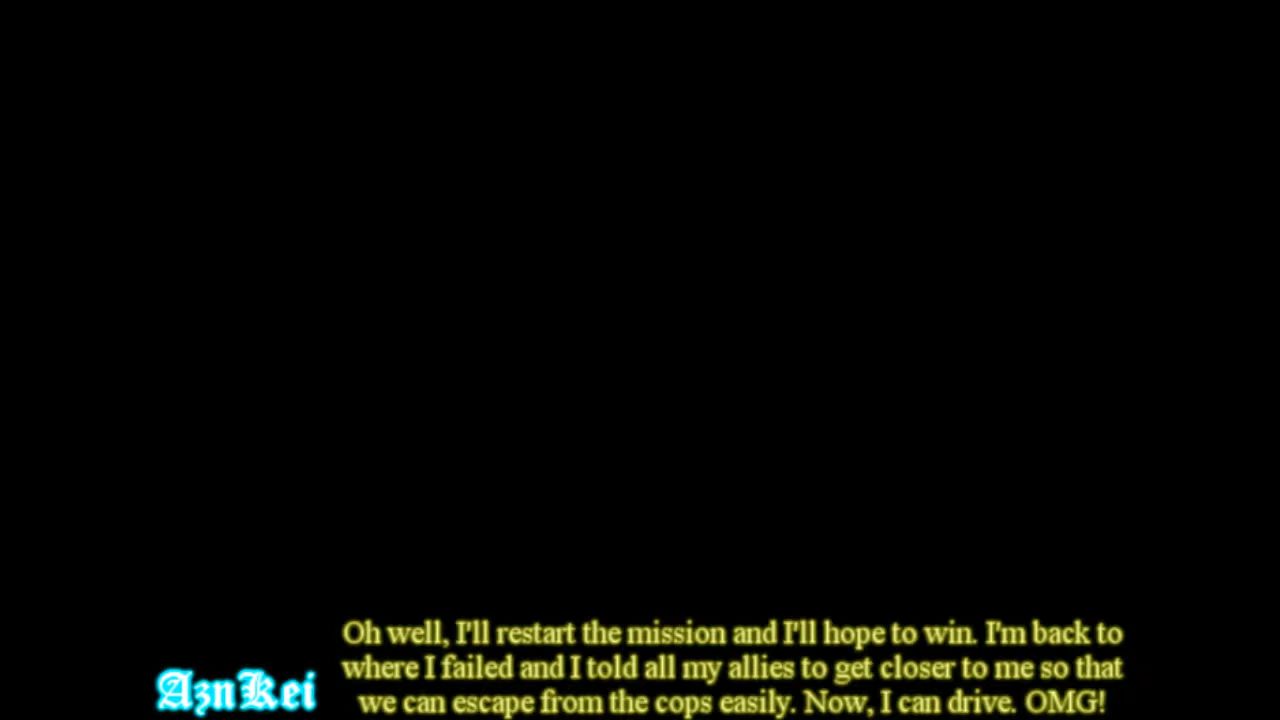 Oh well, I'll restart the mission and I'll hope to win. I'm back to
where I failed and I told all my allies to get closer to me so that
we can escape from the cops easily. Now, I can drive. OMG!
AznKei